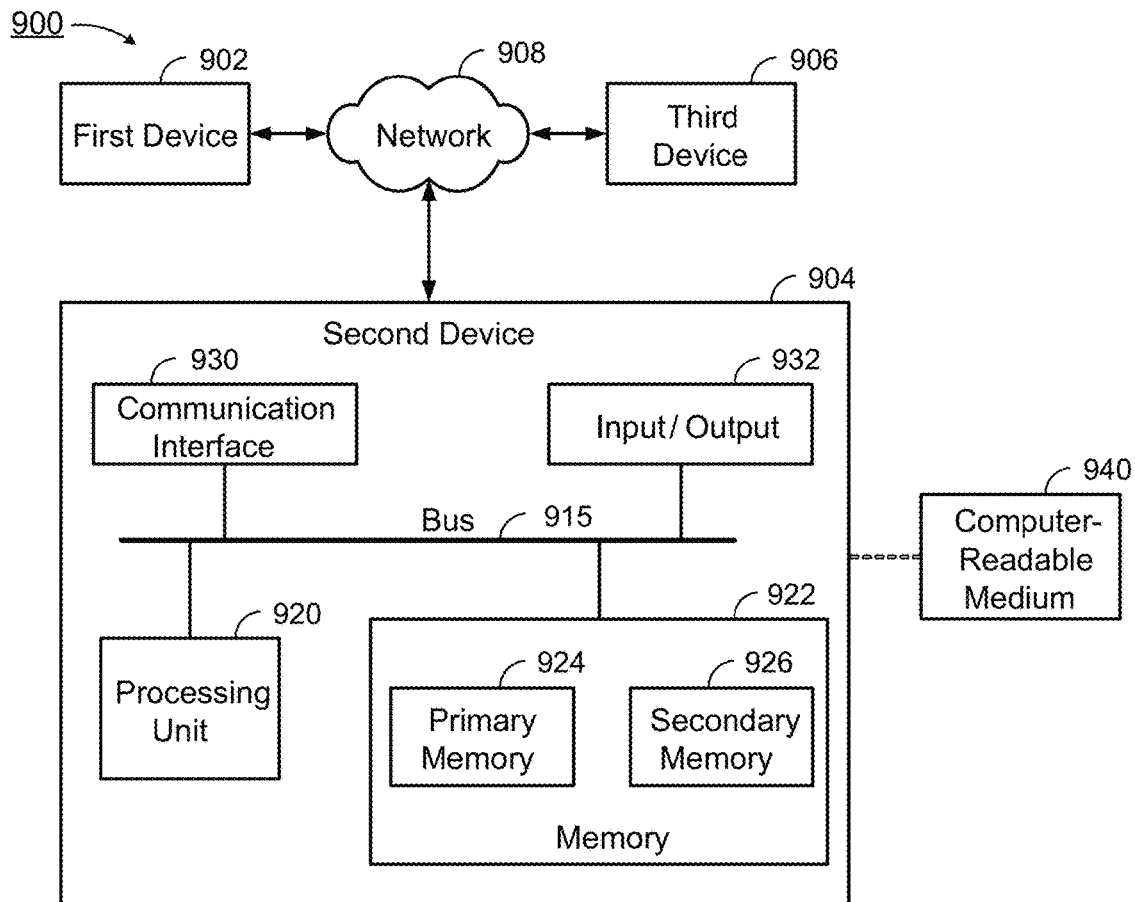 900
902
908
906
First Device
Network
Third
Device
904
Second Device
930
932
Communication
Interface
Input / Output
940
Bus
915
Computer-
Readable
Medium
920
922
Processing
Unit
924
926
Primary
Memory
Secondary
Memory
Memory